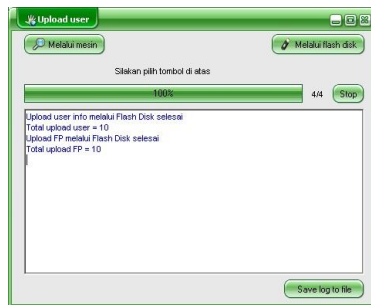 Upload user
Melalui mesin
Melalui flash disk
Silakan pilih tombol di atas
100%
4/4
Stop
Upload user info melalui Flash Disk selesai
Total upload user = 10
Upload FP melalui Flash Disk selesai
Total upload FP = 10
Save log to file